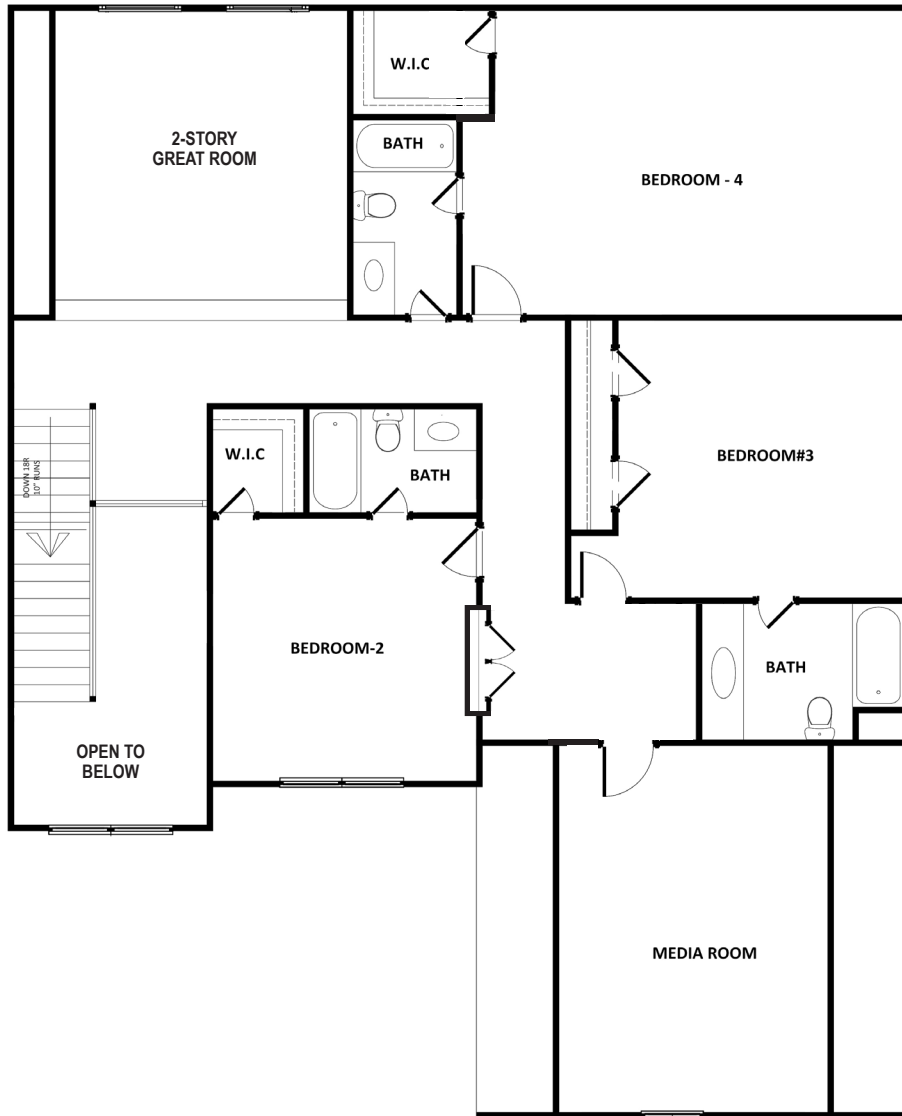 W.I.C
2-STORY
GREAT ROOM
BATH
BEDROOM - 4
W.I.C
BATH
BEDROOM#3
DOWN 18R
10" RUNS
BEDROOM-2
BATH
OPEN TO
BELOW
MEDIA ROOM